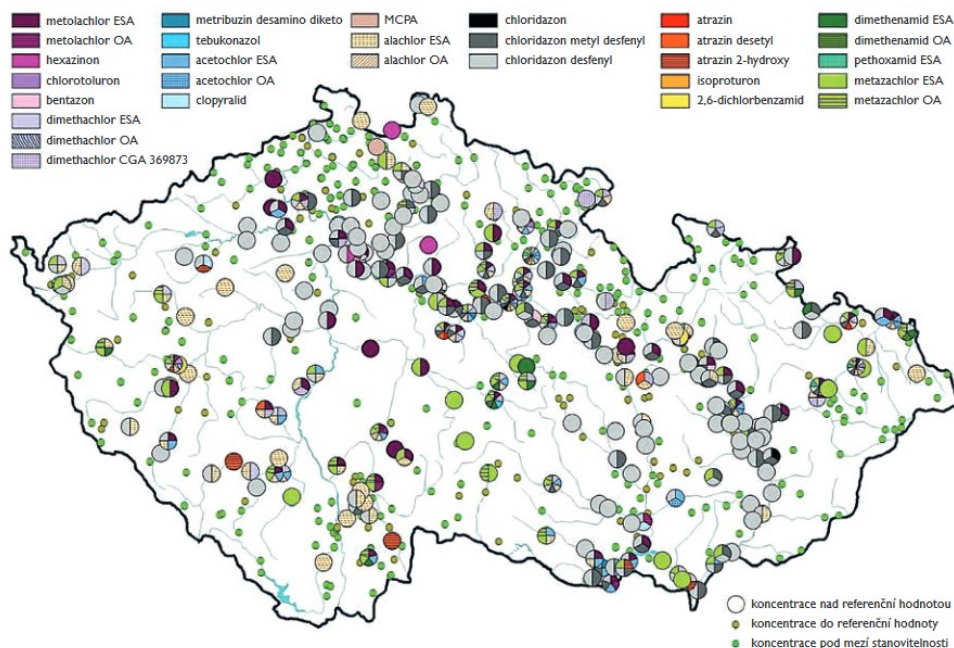 metolachlor ESA
metolachlor OA
hexazinon
chlorotoluron
bentazon
dimethachlor ESA
dimethachlor OA
dimethachlor CGA 369873
metribuzin desamino diketo
tebukonazol
acetochlor ESA
acetochlor OA
clopyralid
MCPA
alachlor ESA
alachlor OA
chloridazon
chloridazon metyl desfenyl
chloridazon desfenyl
atrazin
atrazin desetyl
atrazin 2-hydroxy
isoproturon
2,6-dichlorbenzamid
dimethenamid ESA
dimethenamid OA
pethoxamid ESA
metazachlor ESA
metazachlor OA
koncentrace nad referenční hodnotou
koncentrace do referenční hodnoty
koncentrace pod mezí stanovitelnosti